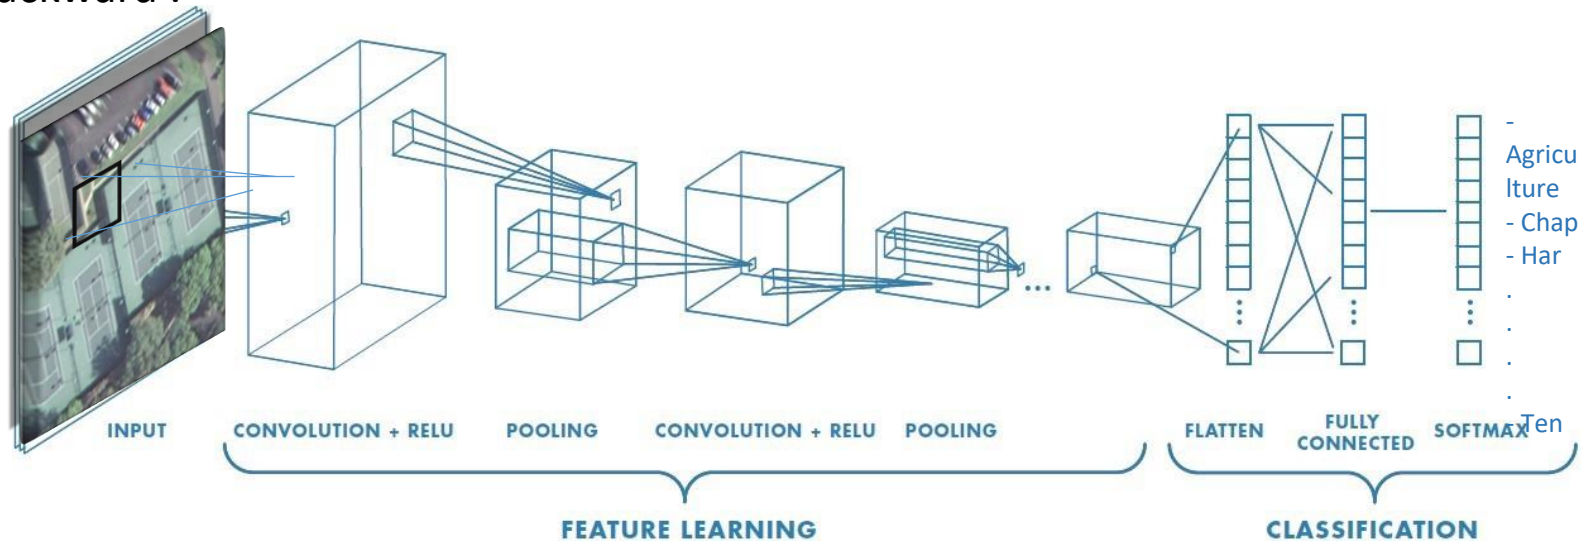 INPUT
CONVOLUTION + RELU
POOLING
CONVOLUTION + RELU
POOLING
...
FLATTEN
FULLY
CONNECTED
SOFTMAX
-
Agricu
lture
- Chap
- Har
.
.
.
.
- Ten
FEATURE LEARNING
CLASSIFICATION